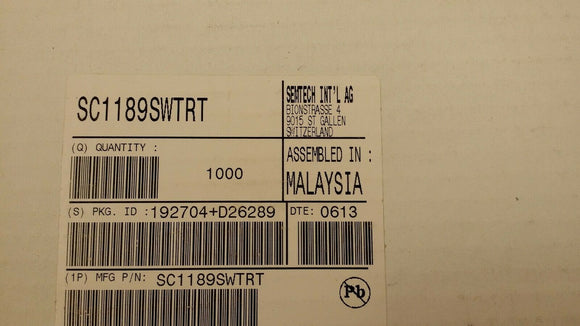 SC1189SWTRT
SEMTECH INT'L AG
BIONSTRASSE 4
9015 ST GALLEN
SWITZERLAND
(Q) QUANTITY :
1000
ASSEMBLED IN :
MALAYSIA
(S) PKG. ID :192704+D26289
DTE: 0613
(1P) MFG P/N: SC1189SWTRT
Pb